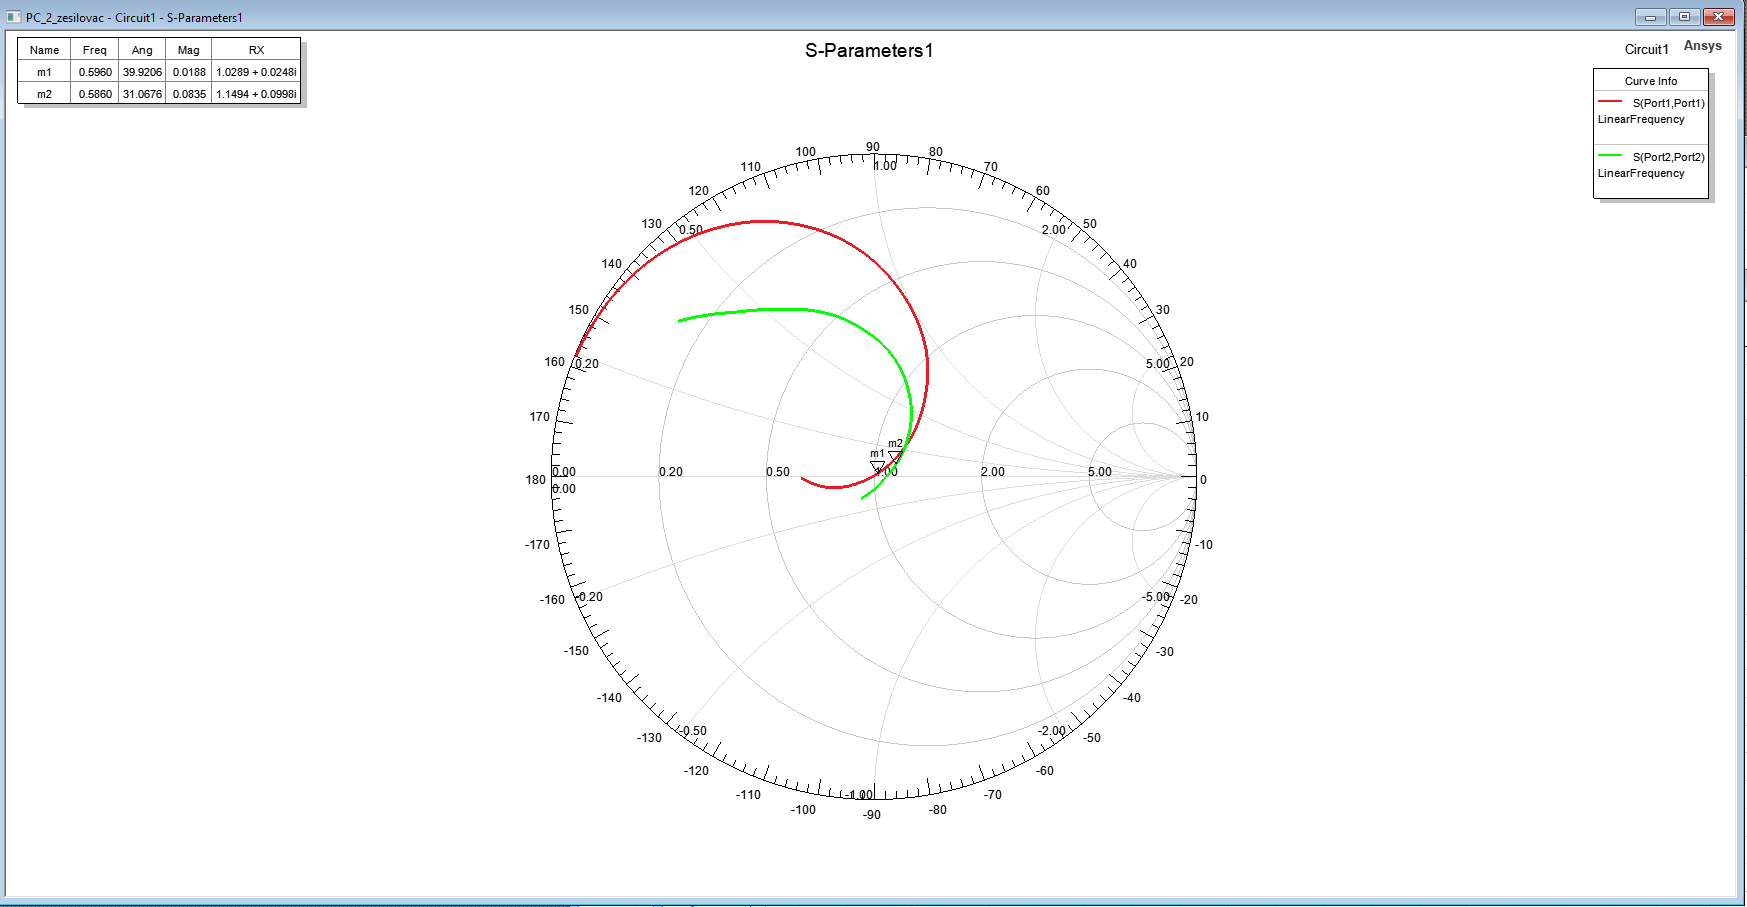 PC_2_zesilovac - Circuit1 - S-Parameters1
Name Freq Ang Mag RX
m1 0.5960 39.9206 0.0188 1.0289 + 0.0248i
m2 0.5860 31.0676 0.0835 1.1494 + 0.0998i
S-Parameters1
Circuit1
Ansys
Curve Info
S(Port1,Port1)
LinearFrequency
S(Port2,Port2)
LinearFrequency
100 90 80
110 1.00 70
120 60
130 0.50 2.00 50
140 40
150 30
160 0.20 5.00 20
170 10
m2
m1
180 0.00 0.20 0.50 1.00 2.00 5.00 0
0.00
-170 -10
-160 -0.20 -5.00 -20
-150 -30
-140 -40
-130 -0.50 -2.00 -50
-120 -60
-110 -1.00 -70
-100 -90 -80